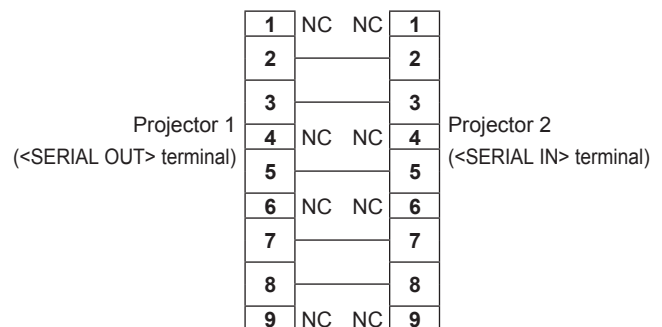 1 NC NC 1
2 2
3 3
Projector 1
(<SERIAL OUT> terminal)
4 NC NC 4
Projector 2
(<SERIAL IN> terminal)
5 5
6 NC NC 6
7 7
8 8
9 NC NC 9